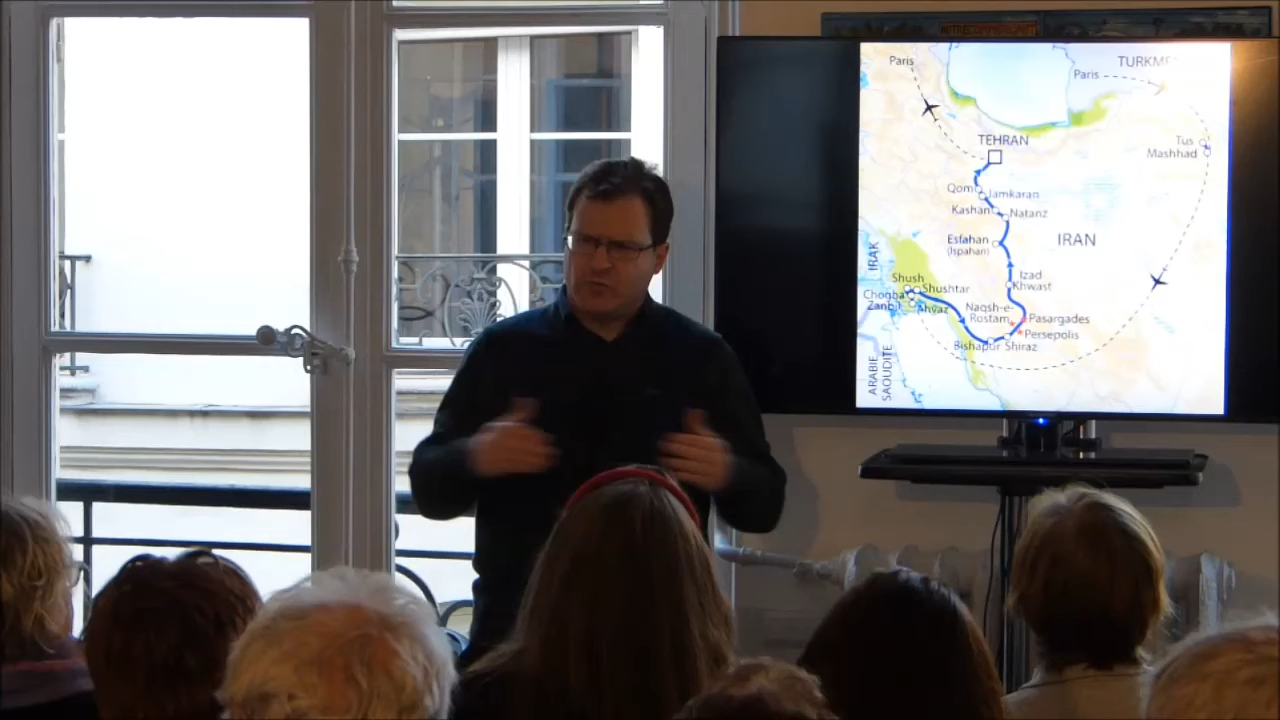 Paris
TURKME
Paris
TEHRAN
Tus
Mashhad
Qom
Jamkaran
Kashan
Natanz
Esfahan
(Ispahan)
IRAN
IRAK
Izad
Khwast
Shush
Shushtar
Chogha
Zanbil
Ahvaz
Naqsh-e-
Rostam
Pasargades
Persepolis
Bishapur
Shiraz
ARABIE
SAOUDITE